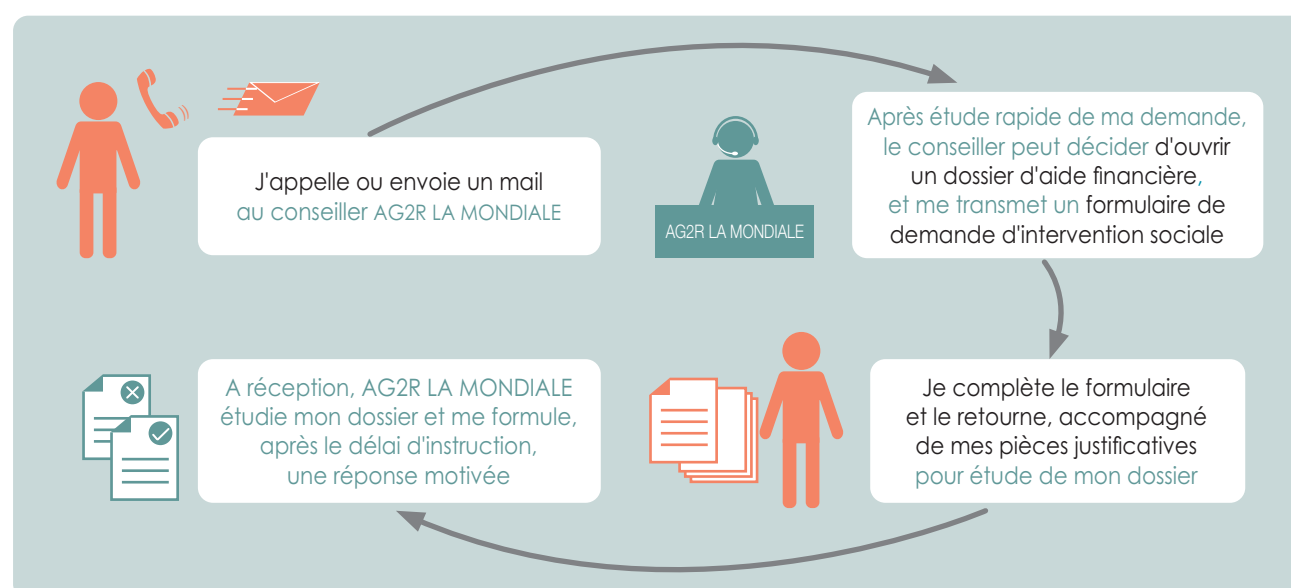 J'appelle ou envoie un mail
au conseiller AG2R LA MONDIALE
AG2R LA MONDIALE
Après étude rapide de ma demande,
le conseiller peut décider d'ouvrir
un dossier d'aide financière,
et me transmet un formulaire de
demande d'intervention sociale
Je complète le formulaire
et le retourne, accompagné
de mes pièces justificatives
pour étude de mon dossier
A réception, AG2R LA MONDIALE
étudie mon dossier et me formule,
après le délai d'instruction,
une réponse motivée